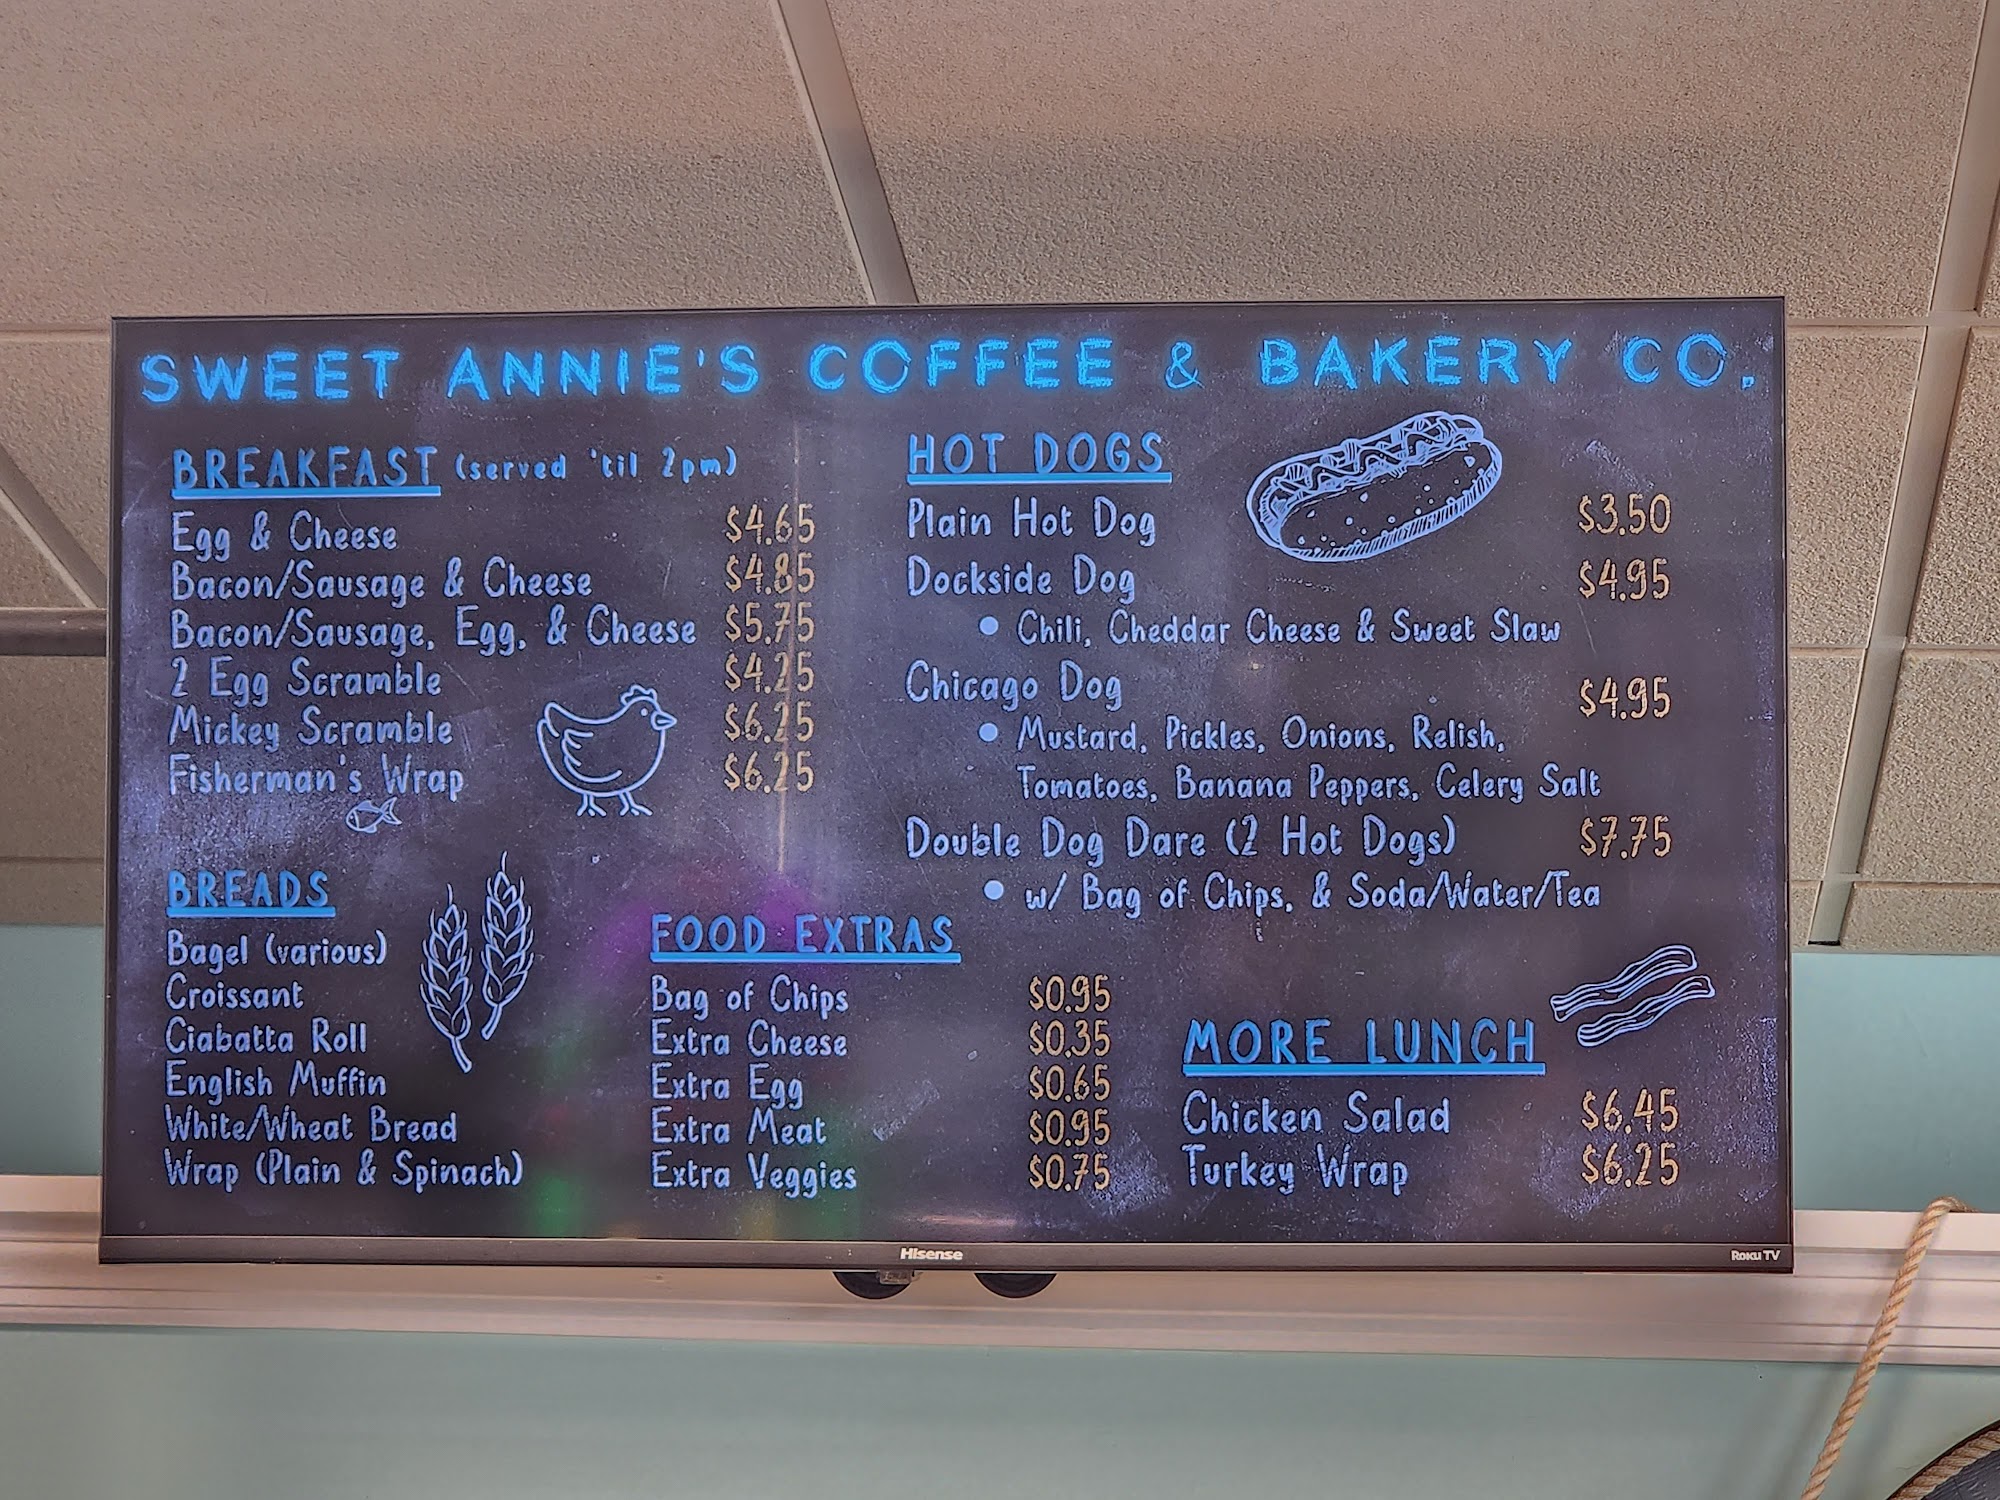 SWEET ANNIE'S COFFEE & BAKERY CO.
BREAKFAST (served 'til 2pm)
Egg & Cheese $4.65
Bacon/Sausage & Cheese $4.85
Bacon/Sausage, Egg, & Cheese $5.75
2 Egg Scramble $4.25
Mickey Scramble $6.25
Fisherman's Wrap $6.25
BREADS
Bagel (various)
Croissant
Ciabatta Roll
English Muffin
White/Wheat Bread
Wrap (Plain & Spinach)
HOT DOGS
Plain Hot Dog $3.50
Dockside Dog $4.95
• Chili, Cheddar Cheese & Sweet Slaw
Chicago Dog $4.95
• Mustard, Pickles, Onions, Relish,
Tomatoes, Banana Peppers, Celery Salt
Double Dog Dare (2 Hot Dogs) $7.75
• w/ Bag of Chips, & Soda/Water/Tea
FOOD EXTRAS
Bag of Chips $0.95
Extra Cheese $0.35
Extra Egg $0.65
Extra Meat $0.95
Extra Veggies $0.75
MORE LUNCH
Chicken Salad $6.45
Turkey Wrap $6.25
Hisense
Roku TV